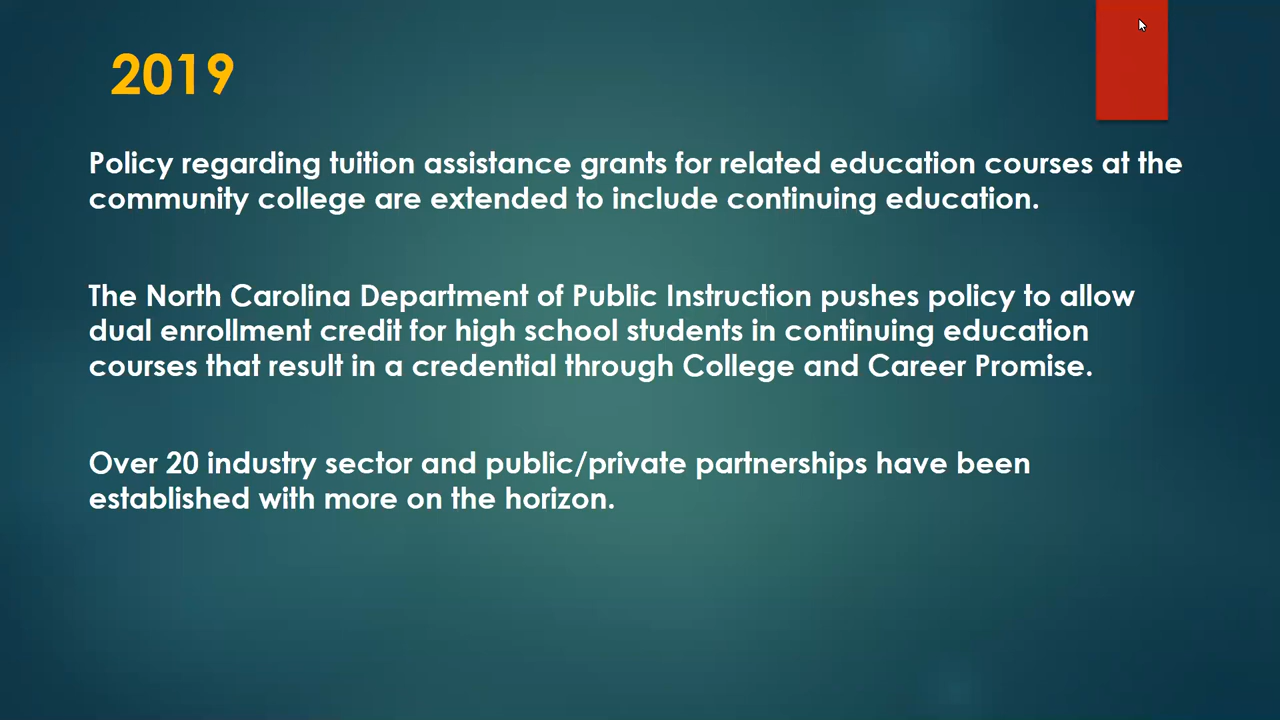 2019
Policy regarding tuition assistance grants for related education courses at the
community college are extended to include continuing education.
The North Carolina Department of Public Instruction pushes policy to allow
dual enrollment credit for high school students in continuing education
courses that result in a credential through College and Career Promise.
Over 20 industry sector and public/private partnerships have been
established with more on the horizon.